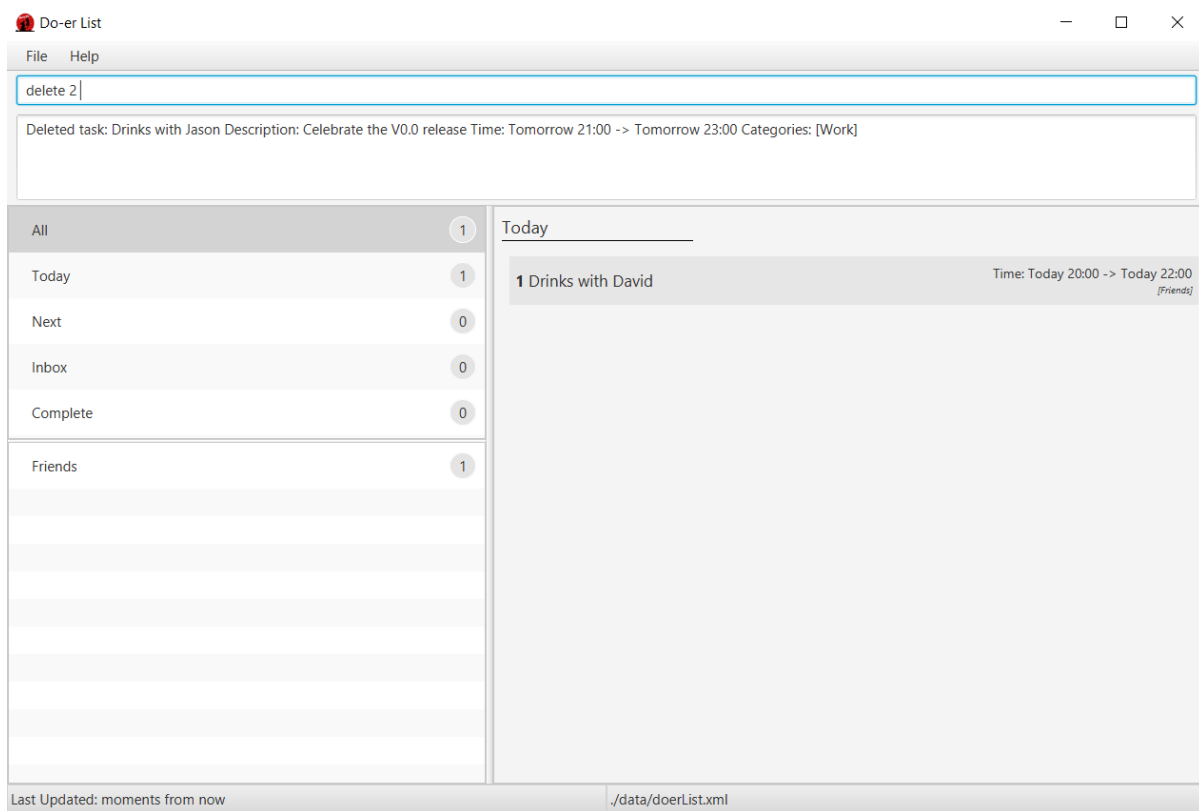 Do-er List
File Help
delete 2
Deleted task: Drinks with Jason Description: Celebrate the V0.0 release Time: Tomorrow 21:00 -> Tomorrow 23:00 Categories: [Work]
All 1
Today 1
Next 0
Inbox 0
Complete 0
Friends 1
Today
1 Drinks with David
Time: Today 20:00 -> Today 22:00
[Friends]
Last Updated: moments from now
./data/doerList.xml